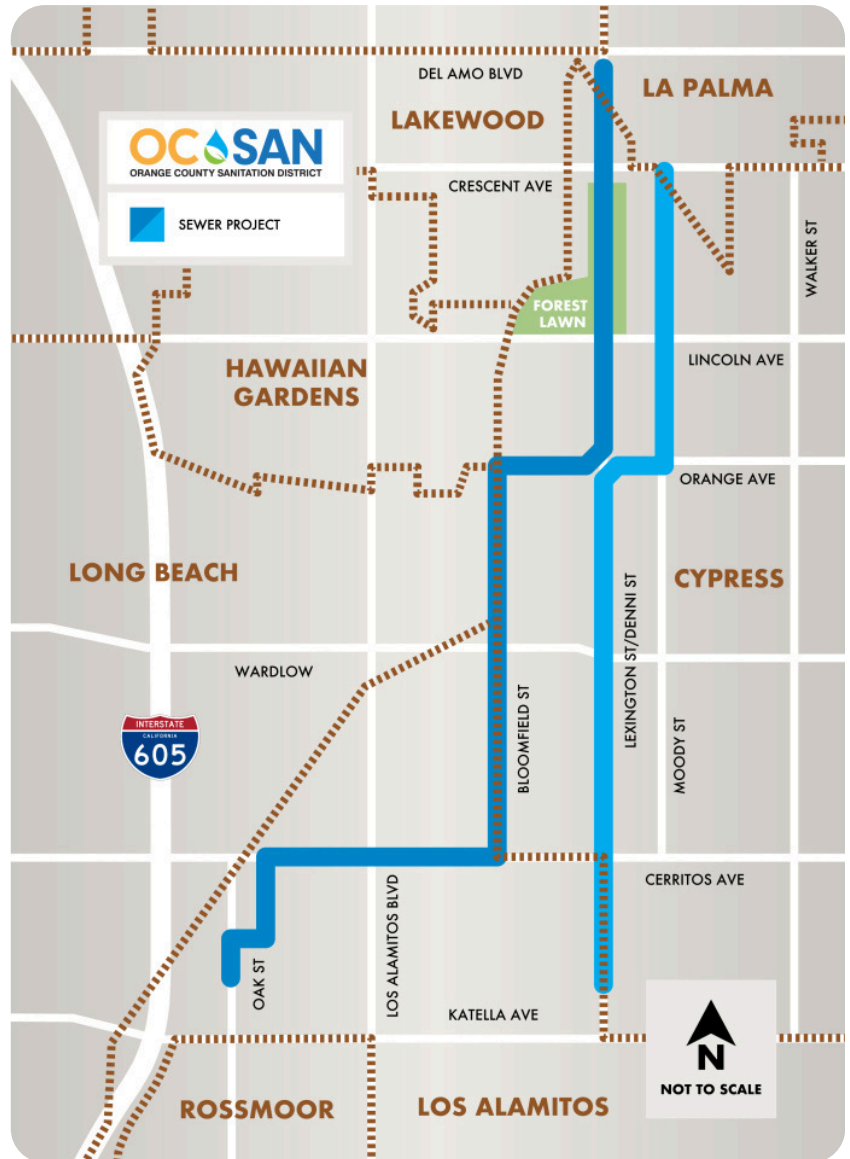 DEL AMO BLVD
LA PALMA
LAKEWOOD
OC SAN
ORANGE COUNTY SANITATION DISTRICT
CRESCENT AVE
SEWER PROJECT
WALKER ST
FOREST
LAWN
LINCOLN AVE
HAWAIIAN
GARDENS
ORANGE AVE
LONG BEACH
CYPRESS
LEXINGTON ST/DENNI ST
WARDLOW
BLOOMFIELD ST
MOODY ST
INTERSTATE
CALIFORNIA
605
CERRITOS AVE
LOS ALAMITOS BLVD
OAK ST
KATELLA AVE
N
NOT TO SCALE
ROSSMOOR
LOS ALAMITOS